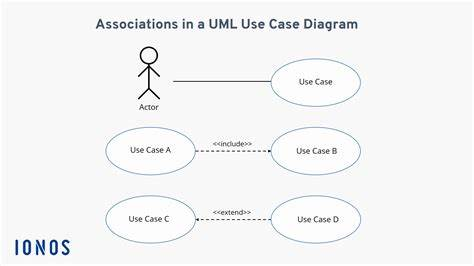 Associations in a UML Use Case Diagram
Actor
Use Case
Use Case A
<<include>>
Use Case B
Use Case C
<<extend>>
Use Case D
IONOS